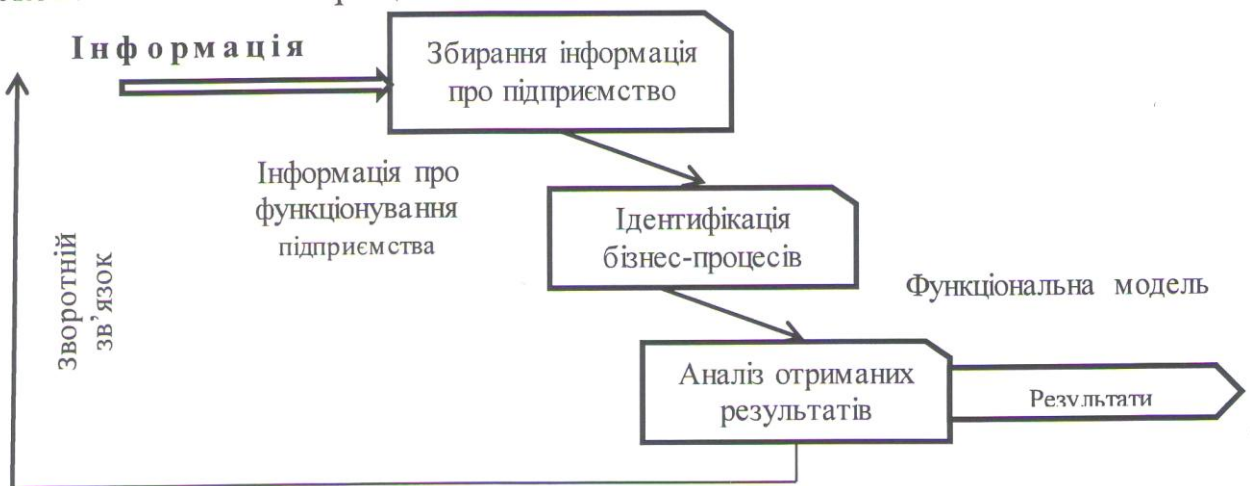 Інформація
Збирання інформація
про підприємство
Інформація про
функціонування
підприємства
Ідентифікація
бізнес-процесів
Зворотній
зв’язок
Функціональна модель
Аналіз отриманих
результатів
Результати